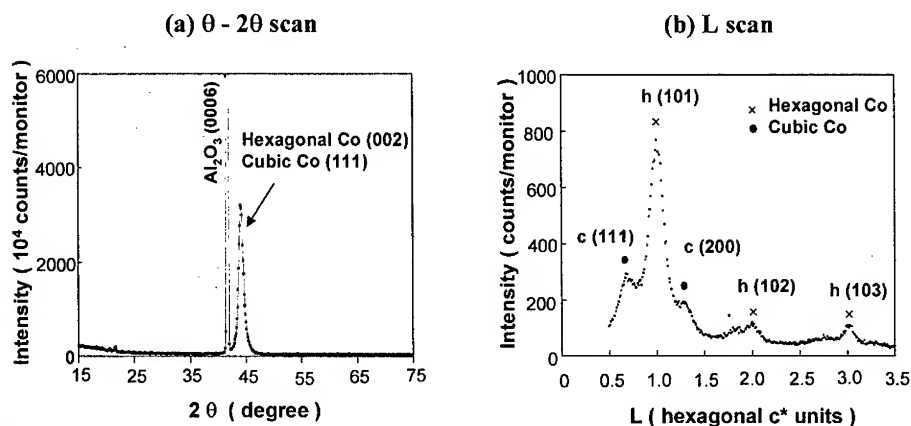 (a) θ - 2θ scan
6000
4000
2000
0
Intensity ( 10⁴ counts/monitor)
Al₂O₃ (0006)
Hexagonal Co (002)
Cubic Co (111)
15
25
35
45
55
65
75
2 θ ( degree )
(b) L scan
1000
800
600
400
200
0
Intensity ( counts/monitor)
h (101)
× Hexagonal Co
● Cubic Co
c (111)
c (200)
h (102)
h (103)
0
0.5
1.0
1.5
2.0
2.5
3.0
3.5
L ( hexagonal c* units )